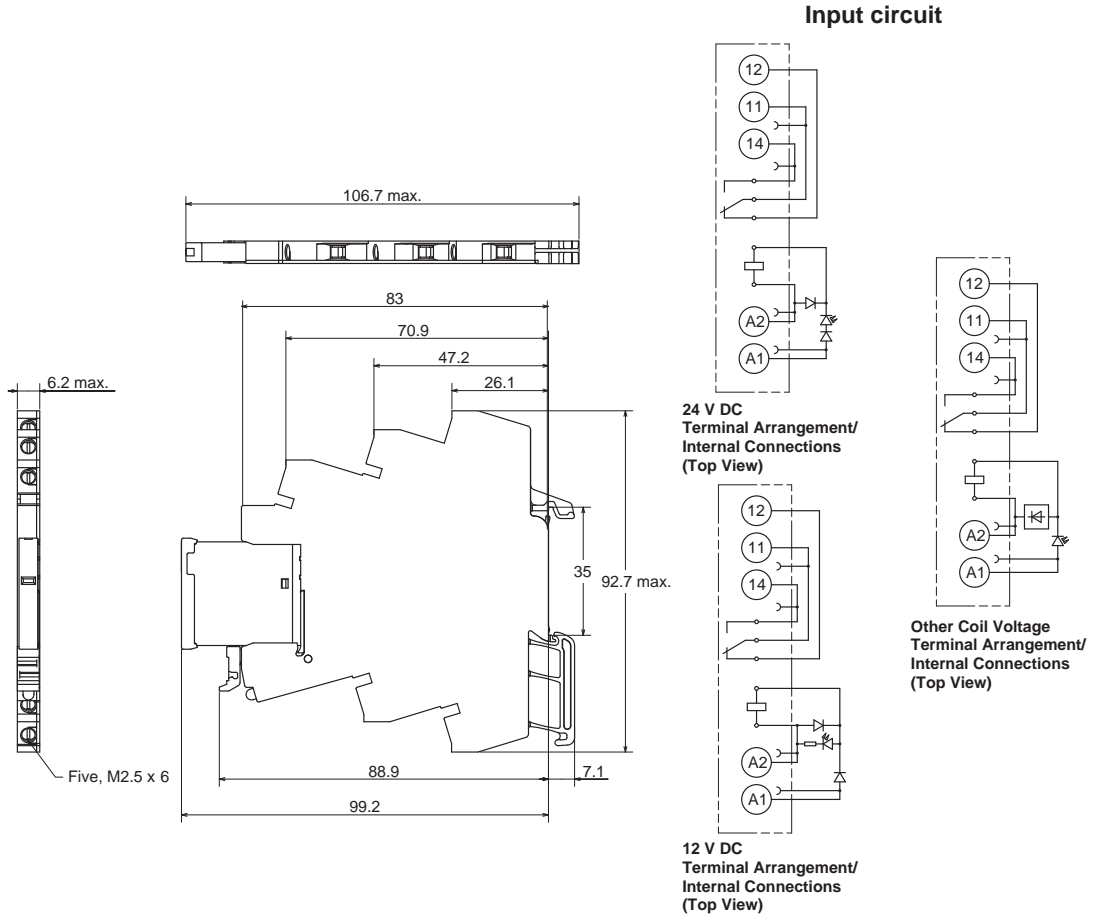 Input circuit
106.7 max.
83
70.9
47.2
26.1
6.2 max.
35
92.7 max.
Five, M2.5 x 6
88.9
7.1
99.2
12
11
14
A2
A1
24 V DC
Terminal Arrangement/
Internal Connections
(Top View)
12
11
14
A2
A1
12 V DC
Terminal Arrangement/
Internal Connections
(Top View)
12
11
14
A2
A1
Other Coil Voltage
Terminal Arrangement/
Internal Connections
(Top View)